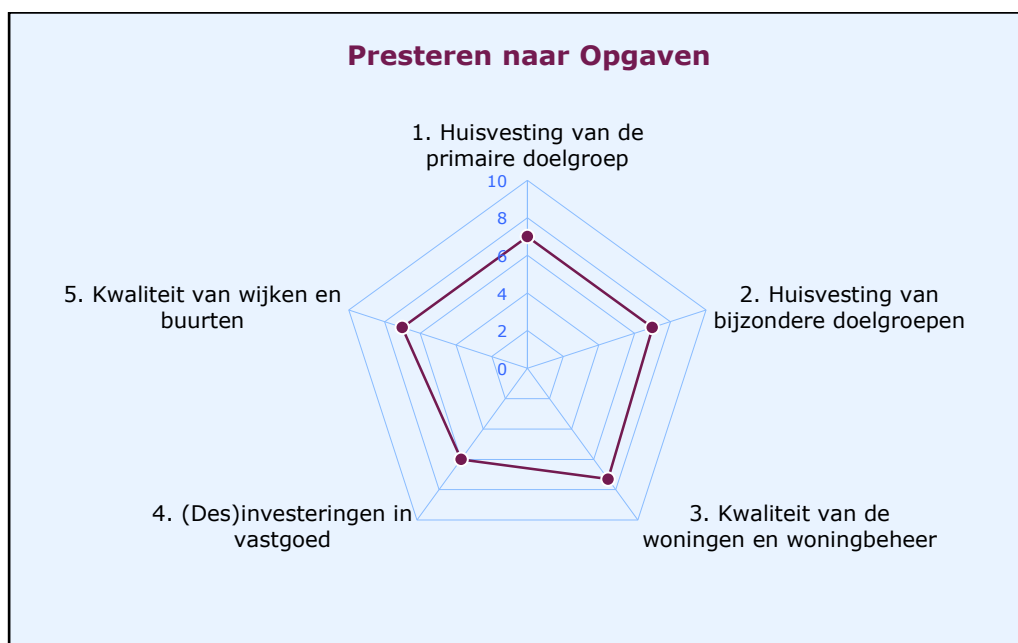 Presteren naar Opgaven
1. Huisvesting van de
primaire doelgroep
10
8
6
4
2
0
5. Kwaliteit van wijken en
buurten
2. Huisvesting van
bijzondere doelgroepen
4. (Des)investeringen in
vastgoed
3. Kwaliteit van de
woningen en woningbeheer